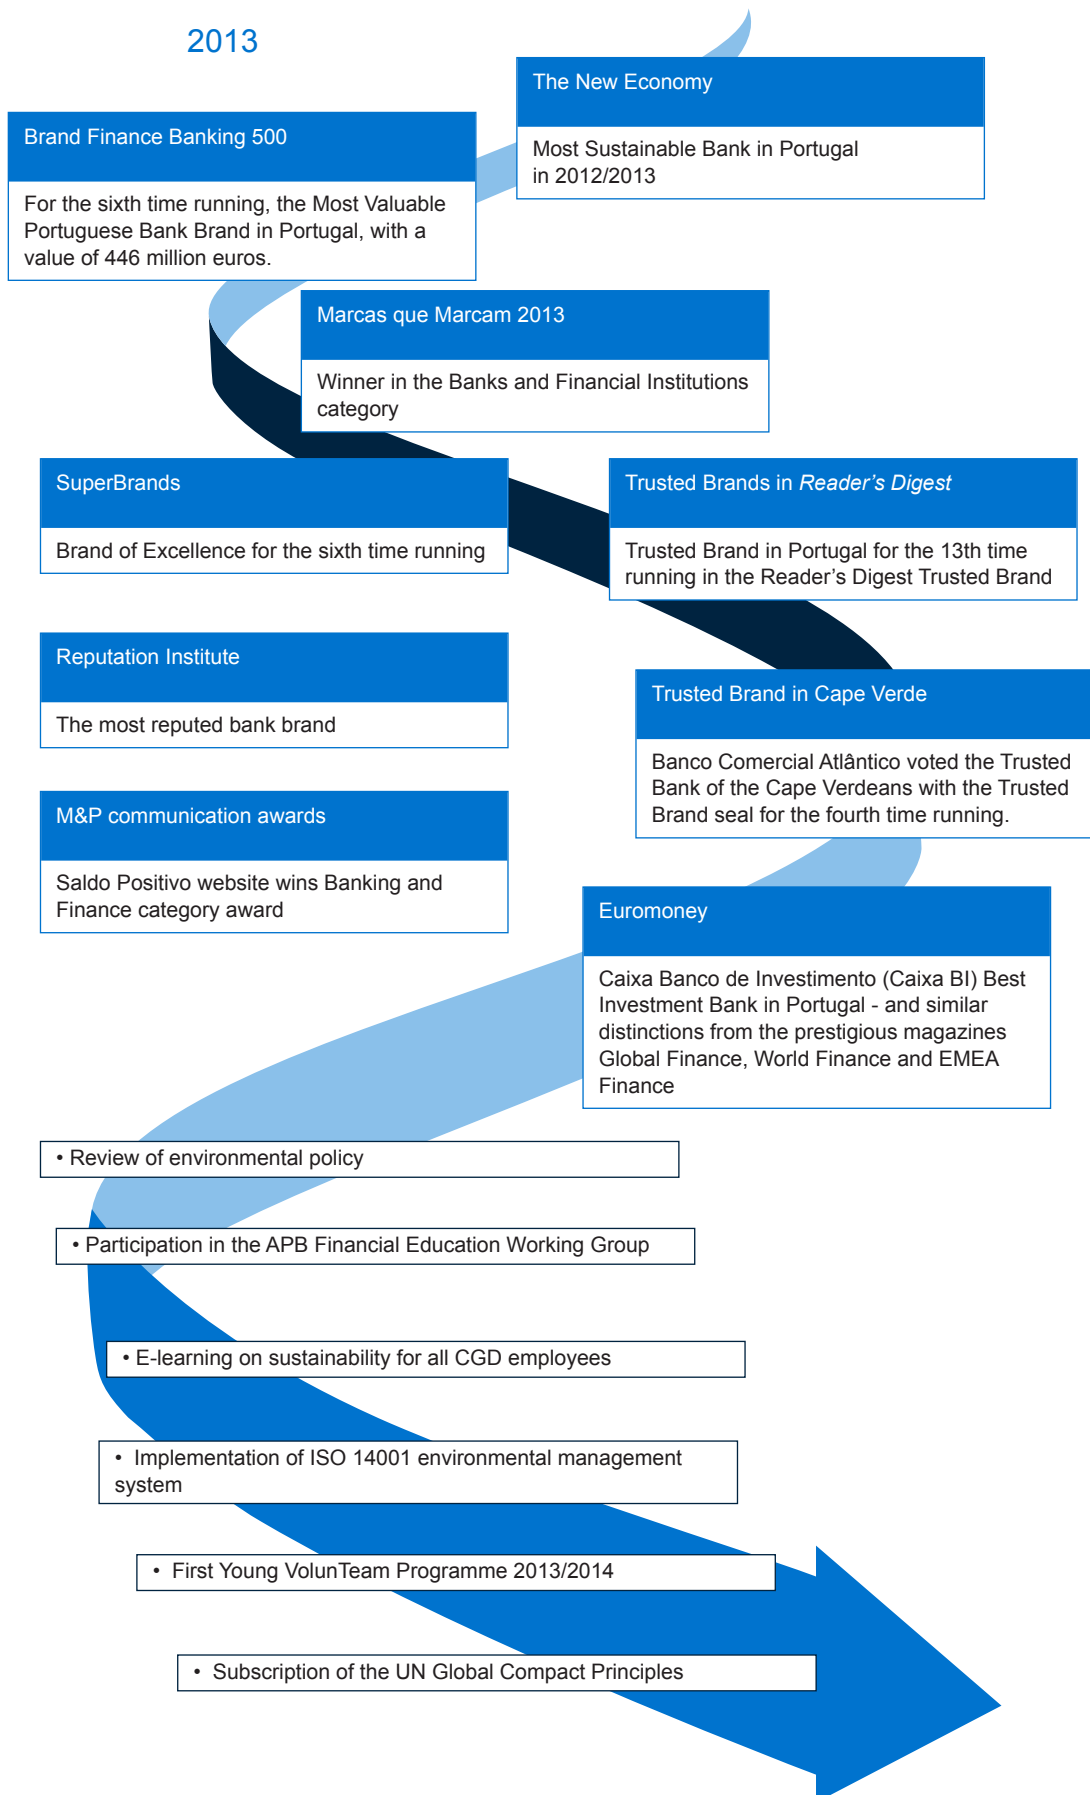 2013
The New Economy
Most Sustainable Bank in Portugal
in 2012/2013
Brand Finance Banking 500
For the sixth time running, the Most Valuable
Portuguese Bank Brand in Portugal, with a
value of 446 million euros.
Marcas que Marcam 2013
Winner in the Banks and Financial Institutions
category
SuperBrands
Brand of Excellence for the sixth time running
Trusted Brands in Reader’s Digest
Trusted Brand in Portugal for the 13th time
running in the Reader’s Digest Trusted Brand
Reputation Institute
The most reputed bank brand
Trusted Brand in Cape Verde
Banco Comercial Atlântico voted the Trusted
Bank of the Cape Verdeans with the Trusted
Brand seal for the fourth time running.
M&P communication awards
Saldo Positivo website wins Banking and
Finance category award
Euromoney
Caixa Banco de Investimento (Caixa BI) Best
Investment Bank in Portugal - and similar
distinctions from the prestigious magazines
Global Finance, World Finance and EMEA
Finance
• Review of environmental policy
• Participation in the APB Financial Education Working Group
• E-learning on sustainability for all CGD employees
• Implementation of ISO 14001 environmental management
system
• First Young VolunTeam Programme 2013/2014
• Subscription of the UN Global Compact Principles